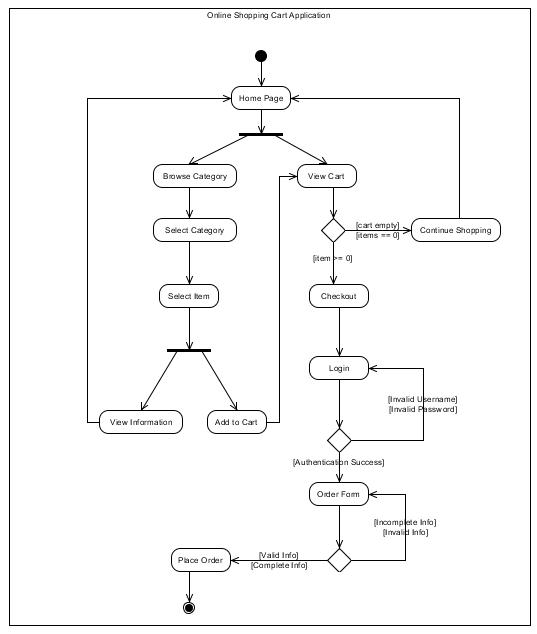 Online Shopping Cart Application
Home Page
Browse Category
View Cart
Select Category
[cart empty]
[items == 0]
Continue Shopping
[item >= 0]
Select Item
Checkout
Login
[Invalid Username]
[Invalid Password]
View Information
Add to Cart
[Authentication Success]
Order Form
[Incomplete Info]
[Invalid Info]
Place Order
[Valid Info]
[Complete Info]